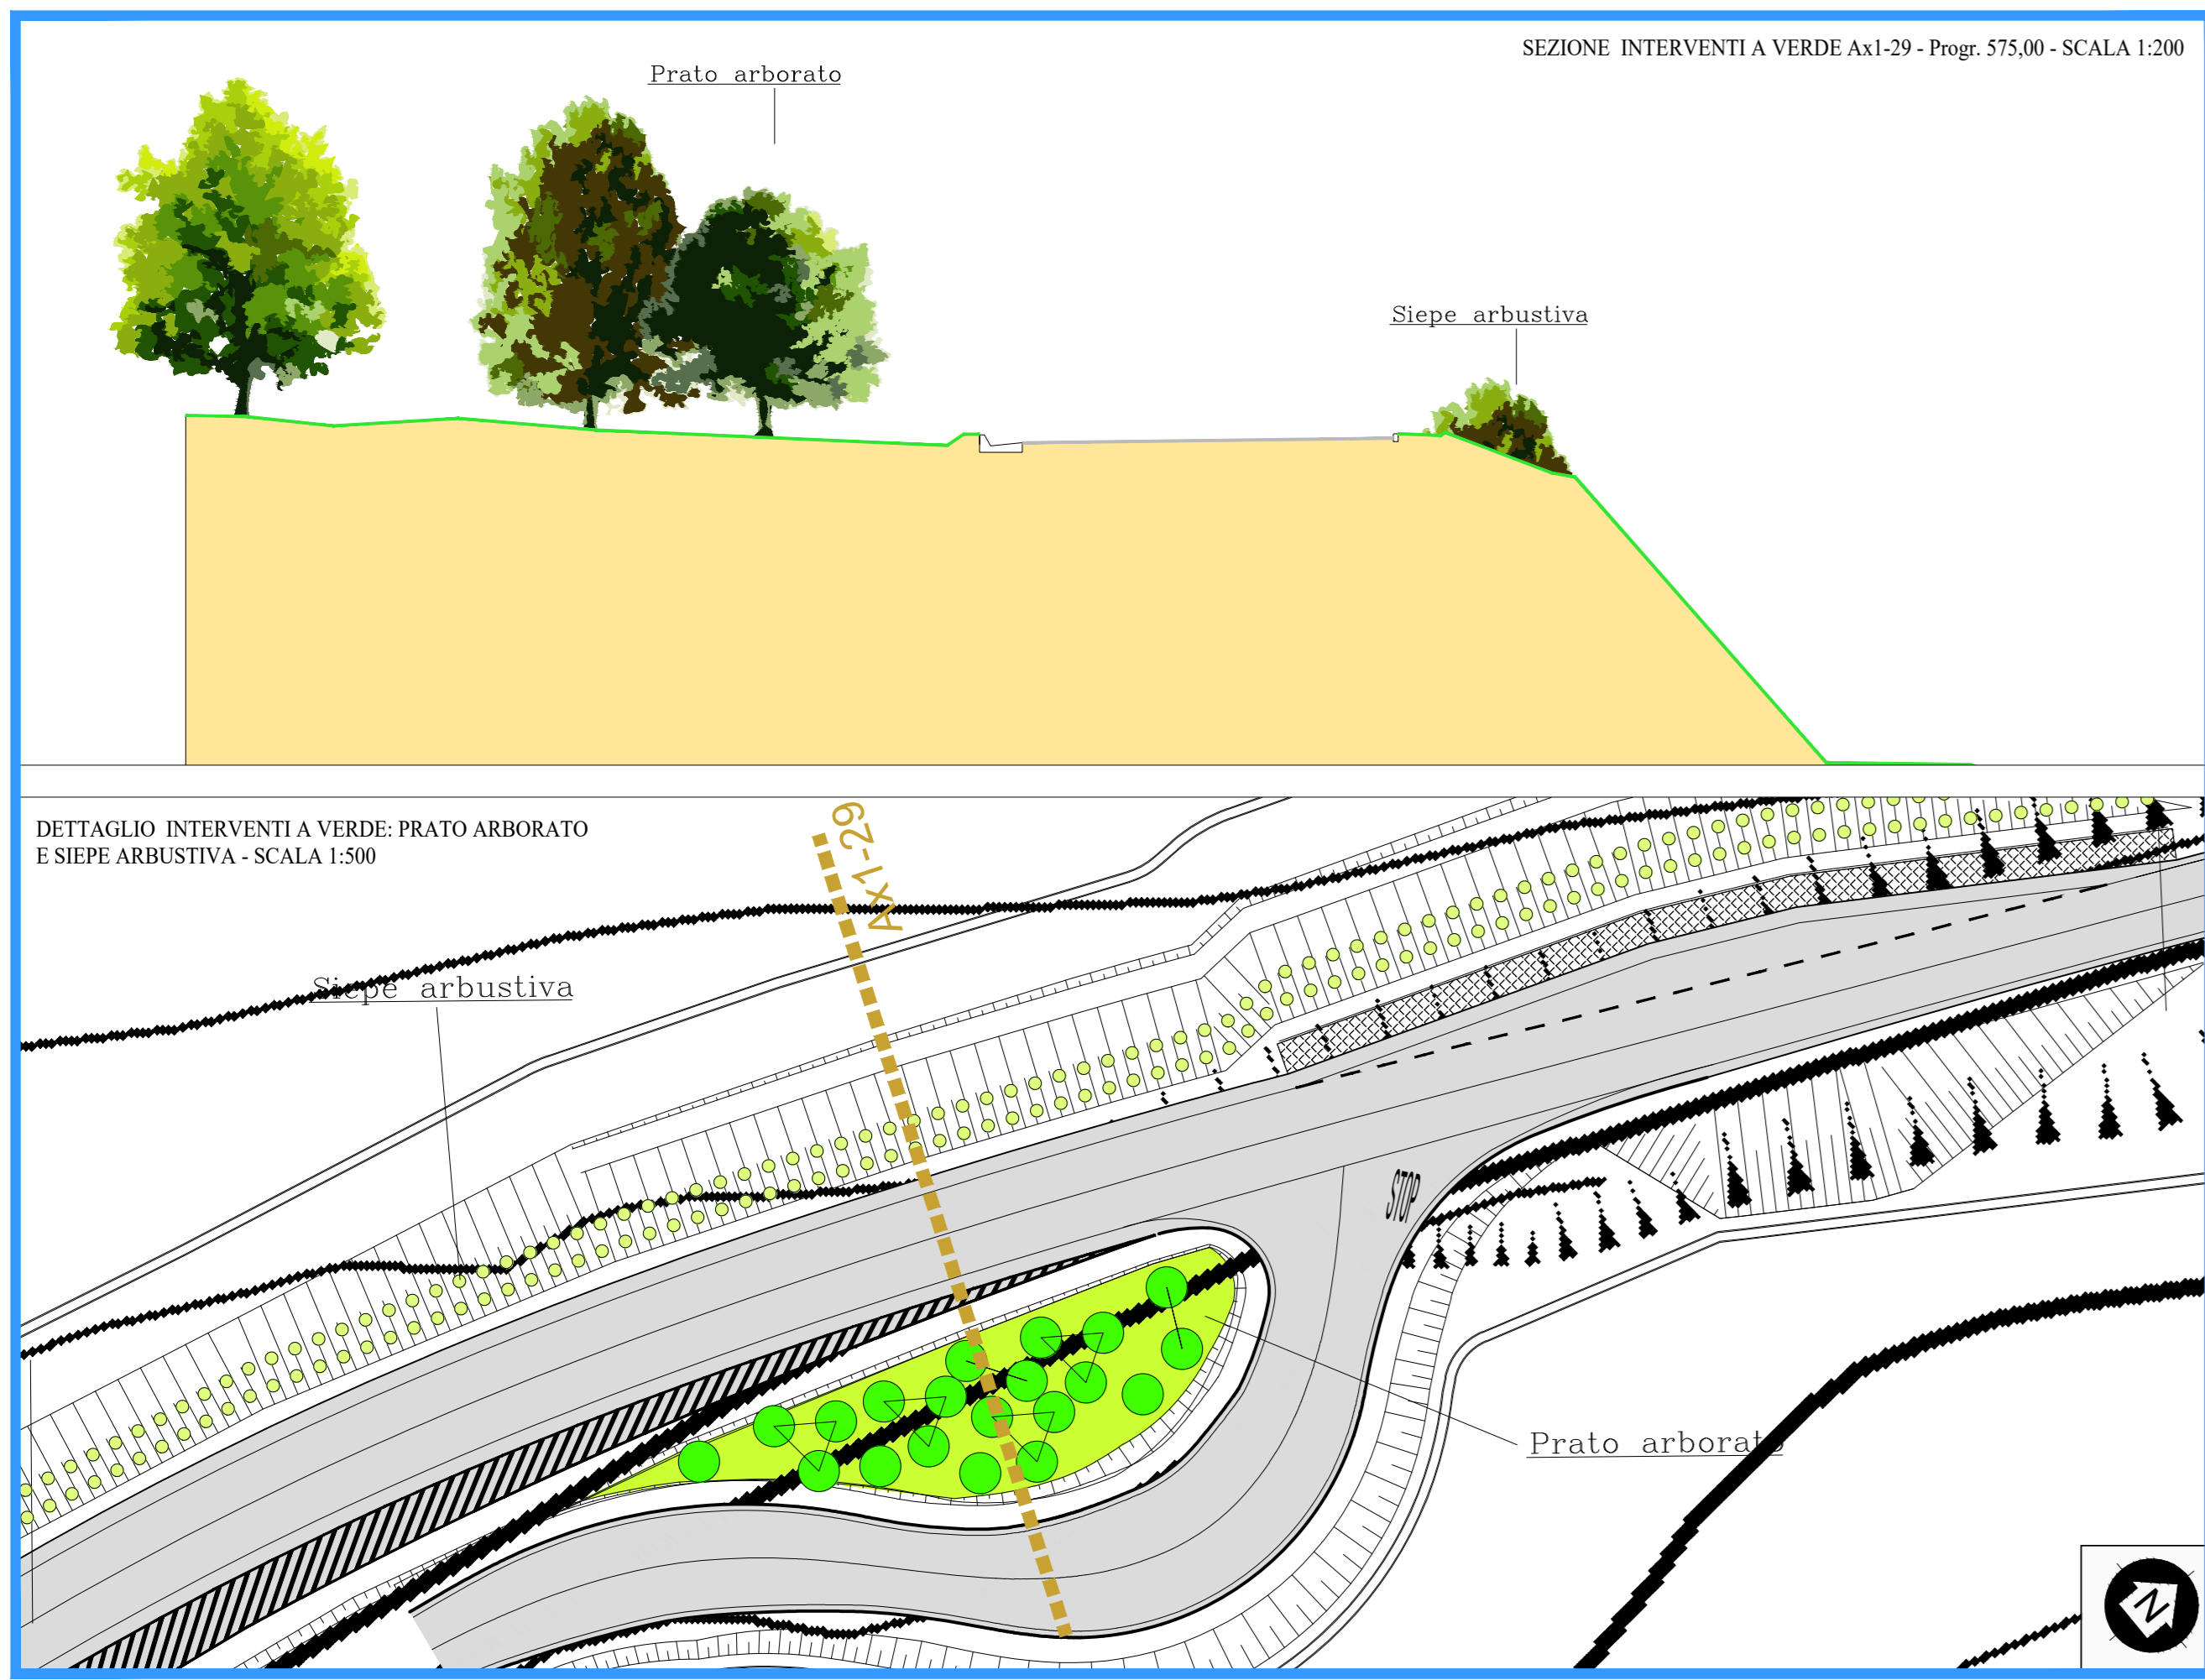 SEZIONE  INTERVENTI A VERDE Ax1-29 - Progr. 575,00 - SCALA 1:200
Prato arborato
Siepe arbustiva
DETTAGLIO  INTERVENTI A VERDE: PRATO ARBORATO
E SIEPE ARBUSTIVA - SCALA 1:500
Ax1-29
Siepe arbustiva
STOP
Prato arborato
N